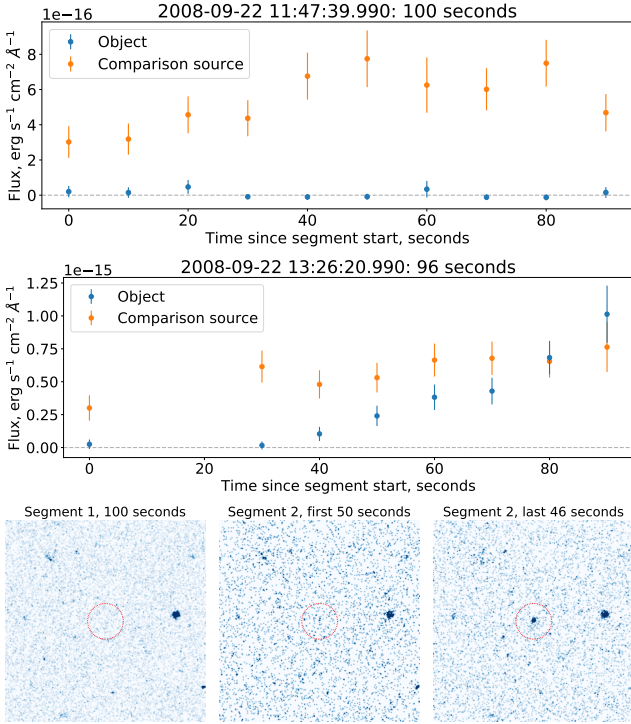 2008-09-22 11:47:39.990: 100 seconds
1e−16
Object
Comparison source
8
6
4
2
0
Flux, erg s⁻¹ cm⁻² Å⁻¹
0 20 40 60 80
Time since segment start, seconds
2008-09-22 13:26:20.990: 96 seconds
1e−15
Object
Comparison source
1.25
1.00
0.75
0.50
0.25
0.00
Flux, erg s⁻¹ cm⁻² Å⁻¹
0 20 40 60 80
Time since segment start, seconds
Segment 1, 100 seconds
Segment 2, first 50 seconds
Segment 2, last 46 seconds